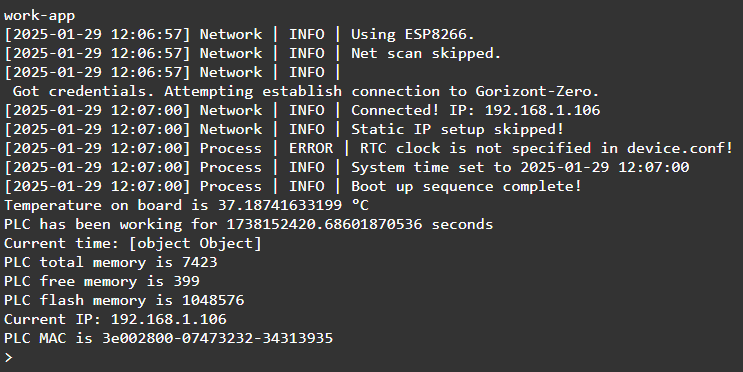 work-app
[2025-01-29 12:06:57] Network | INFO | Using ESP8266.
[2025-01-29 12:06:57] Network | INFO | Net scan skipped.
[2025-01-29 12:06:57] Network | INFO |
Got credentials. Attempting establish connection to Gorizont-Zero.
[2025-01-29 12:07:00] Network | INFO | Connected! IP: 192.168.1.106
[2025-01-29 12:07:00] Network | INFO | Static IP setup skipped!
[2025-01-29 12:07:00] Process | ERROR | RTC clock is not specified in device.conf!
[2025-01-29 12:07:00] Process | INFO | System time set to 2025-01-29 12:07:00
[2025-01-29 12:07:00] Process | INFO | Boot up sequence complete!
Temperature on board is 37.18741633199 °C
PLC has been working for 1738152420.68601870536 seconds
Current time: [object Object]
PLC total memory is 7423
PLC free memory is 399
PLC flash memory is 1048576
Current IP: 192.168.1.106
PLC MAC is 3e002800-07473232-34313935
>